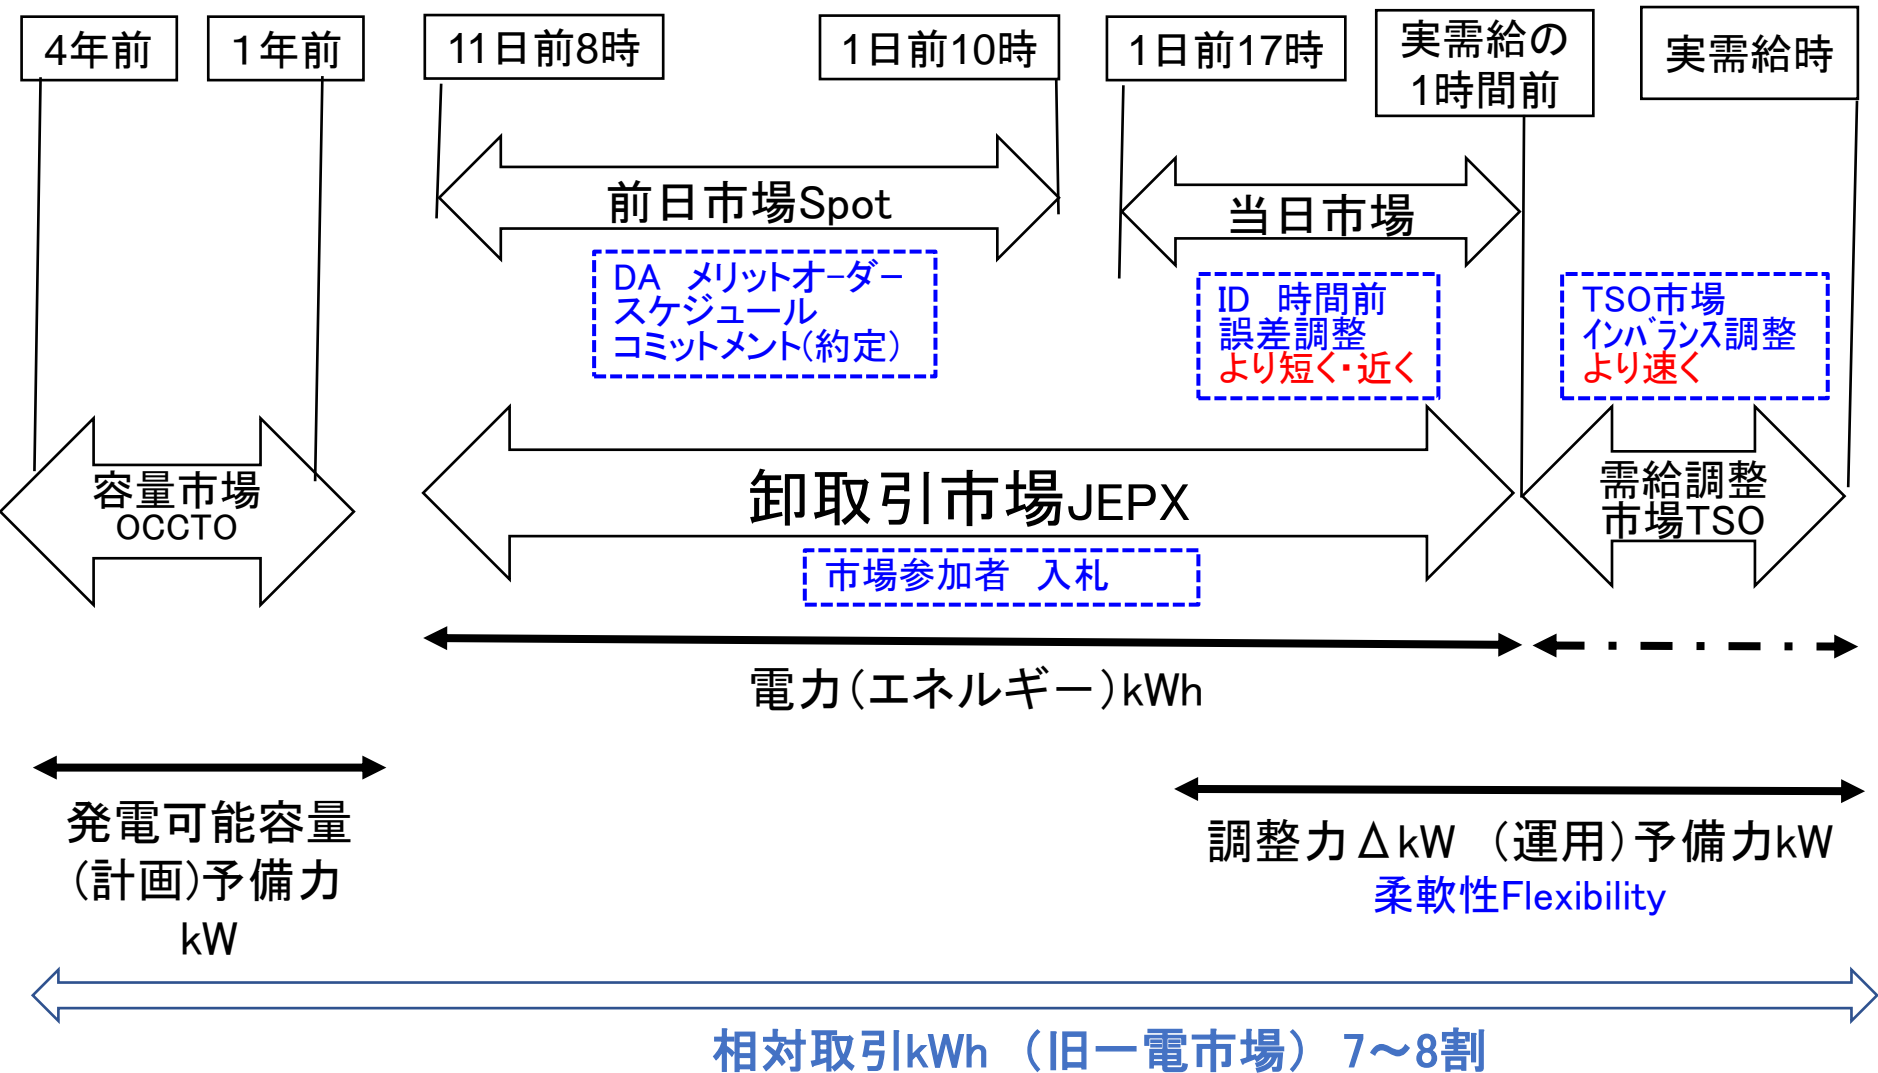 4年前
1年前
11日前8時
1日前10時
1日前17時
実需給の
1時間前
実需給時
前日市場Spot
当日市場
DA　メリットオーダー
スケジュール
コミットメント(約定)
ID　時間前
誤差調整
より短く・近く
TSO市場
インバランス調整
より速く
容量市場
OCCTO
卸取引市場JEPX
需給調整
市場TSO
市場参加者　入札
電力(エネルギー)kWh
発電可能容量
(計画)予備力
kW
調整力ΔkW　(運用)予備力kW
柔軟性Flexibility
相対取引kWh　(旧一電市場)　7～8割